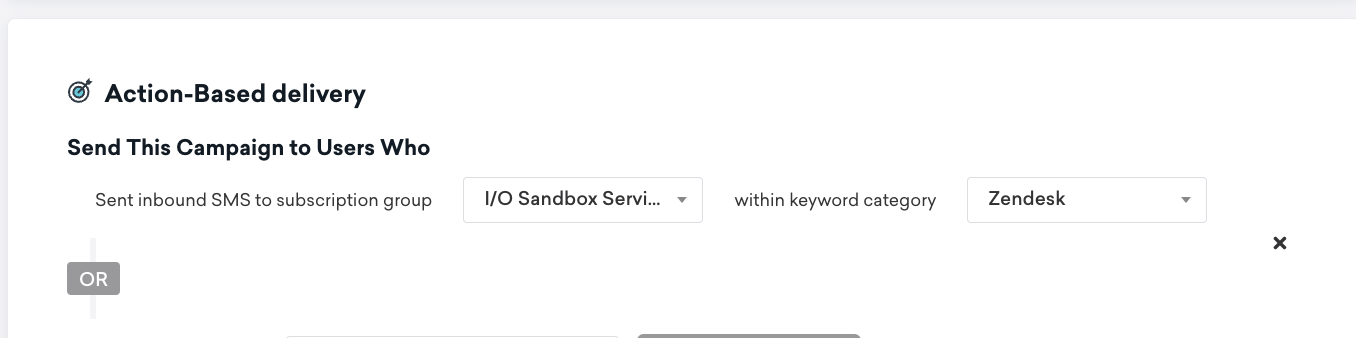 Action-Based delivery
Send This Campaign to Users Who
Sent inbound SMS to subscription group I/O Sandbox Servi... within keyword category Zendesk
OR